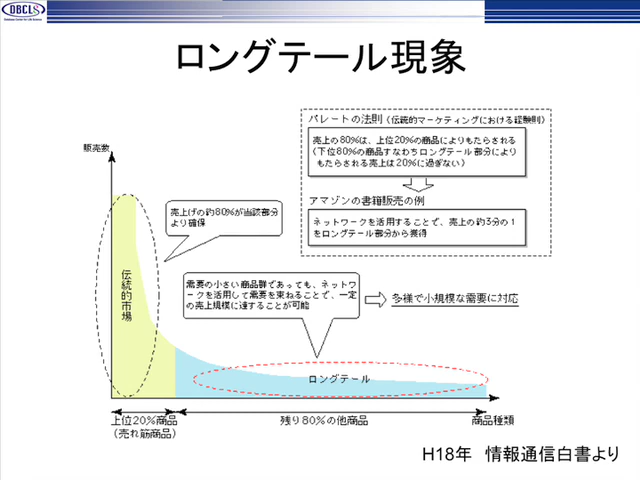 DBCLS
Database Center for Life Science
ロングテール現象
パレートの法則（伝統的マーケティングにおける経験則）
売上の80%は、上位20%の商品によりもたらされる
（下位80%の商品すなわちロングテール部分により
もたらされる売上は20%に過ぎない）
アマゾンの書籍販売の例
ネットワークを活用することで、売上の約3分の1
をロングテール部分から獲得
販売数
売上げの約80%が当該部分
より確保
伝統的市場
需要の小さい商品群であっても、ネットワ
ークを活用して需要を束ねることで、一定
の売上規模に達することが可能
多様で小規模な需要に対応
ロングテール
上位20%商品
（売れ筋商品）
残り80%の他商品
商品種類
H18年　情報通信白書より